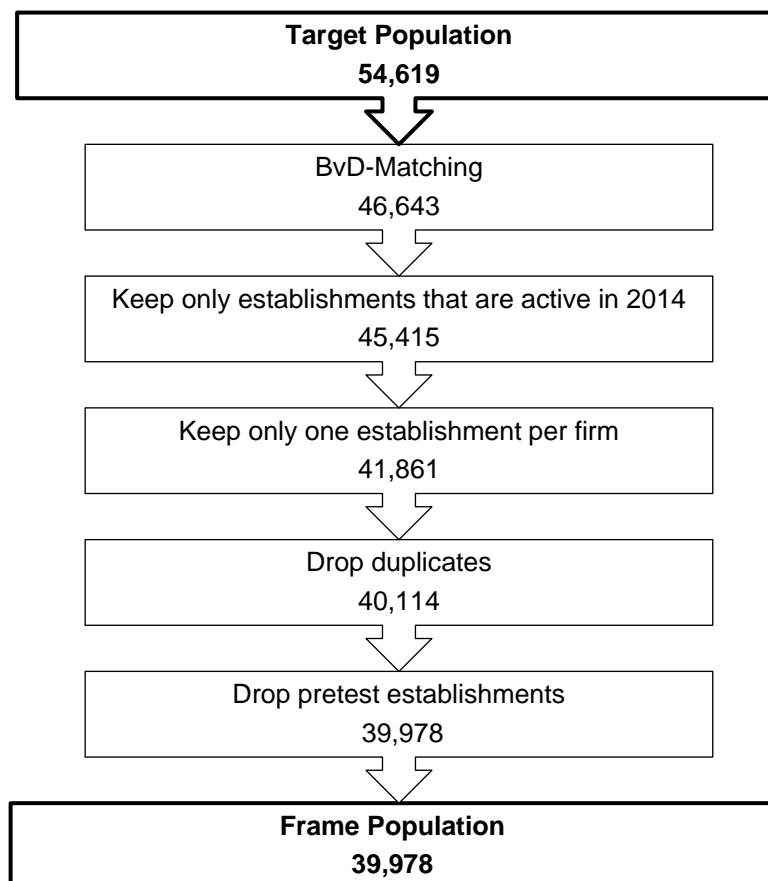 Target Population
54,619
BvD-Matching
46,643
Keep only establishments that are active in 2014
45,415
Keep only one establishment per firm
41,861
Drop duplicates
40,114
Drop pretest establishments
39,978
Frame Population
39,978